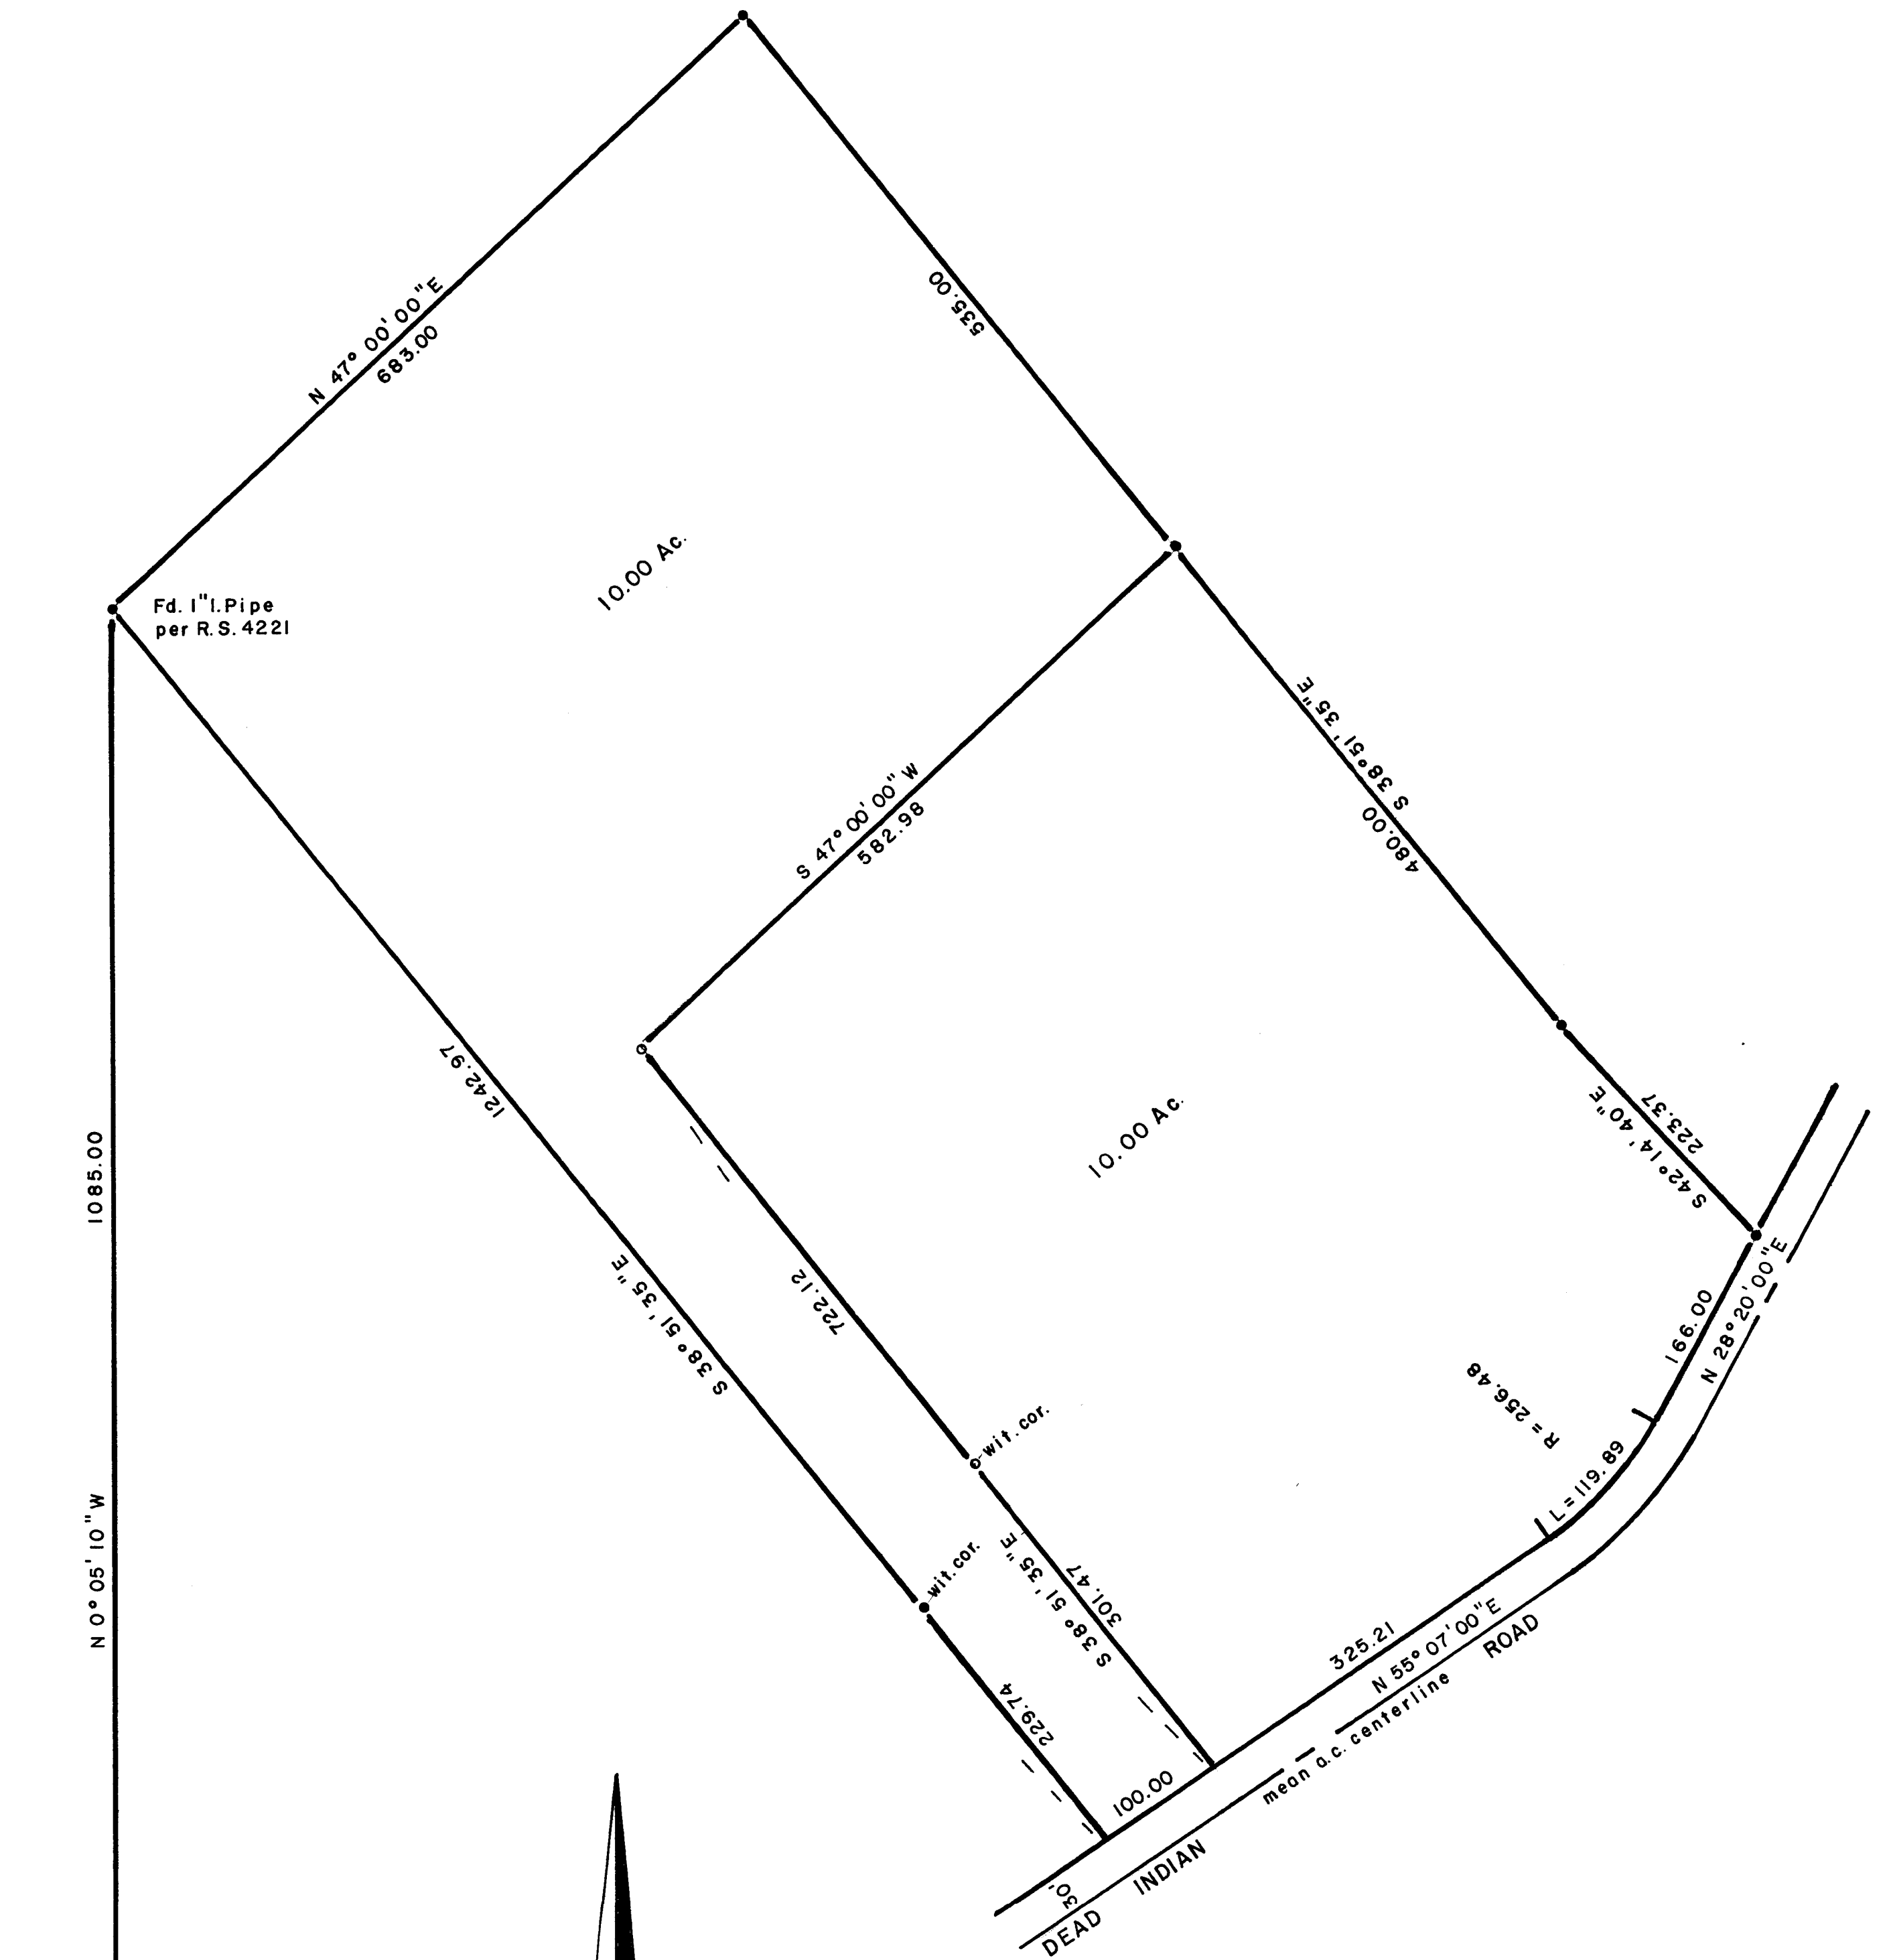 N 47° 00' 00" E
683.00
535.00
10.00 Ac.
Fd. 1" I. Pipe
per R.S. 4221
S 38° 51' 35" E
480.00
S 47° 00' 00" W
582.98
1242.97
S 38° 51' 35" E
722.12
10.00 Ac.
223.37
S 42° 14' 40" E
1085.00
N 0° 05' 10" W
166.00
N 28° 20' 00" E
R = 256.48
L = 119.89
wit. cor.
wit. cor.
301.47
S 38° 51' 35" E
229.74
325.21
N 55° 07' 00" E
100.00
30'
DEAD INDIAN ROAD
mean a.c. centerline